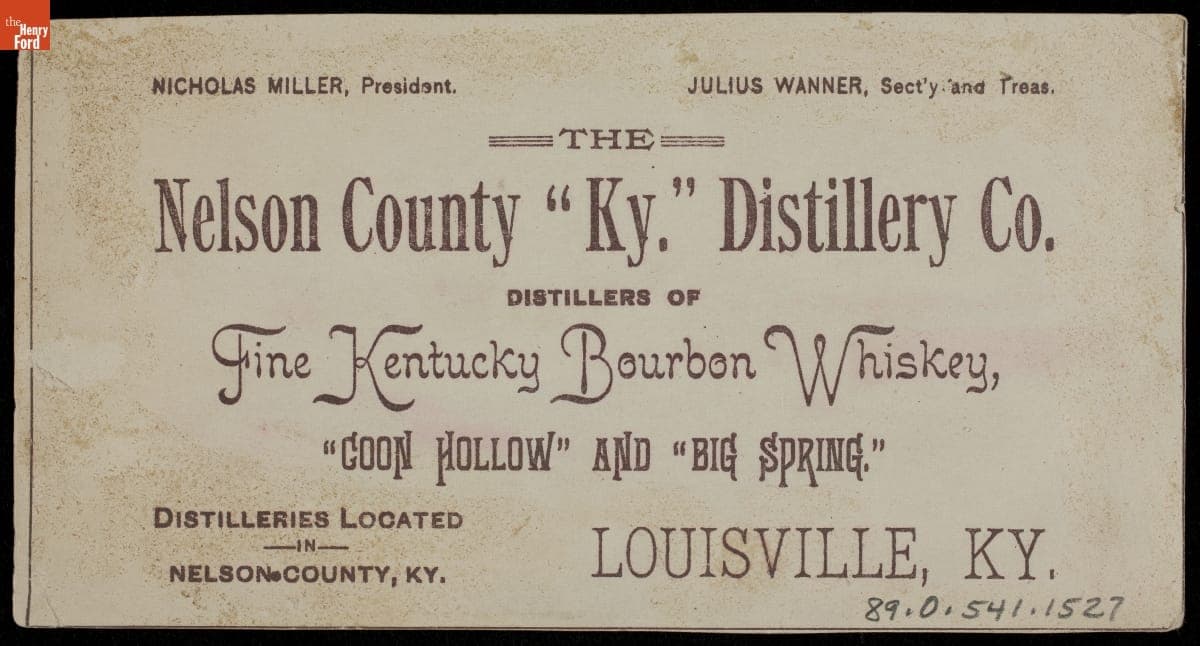 the
Henry
Ford
NICHOLAS MILLER, President.
JULIUS WANNER, Sect'y and Treas.
THE
Nelson County "Ky." Distillery Co.
DISTILLERS OF
Fine Kentucky Bourbon Whiskey,
"COON HOLLOW" AND "BIG SPRING."
DISTILLERIES LOCATED
—IN—
NELSON COUNTY, KY.
LOUISVILLE, KY.
89.0.541.1527